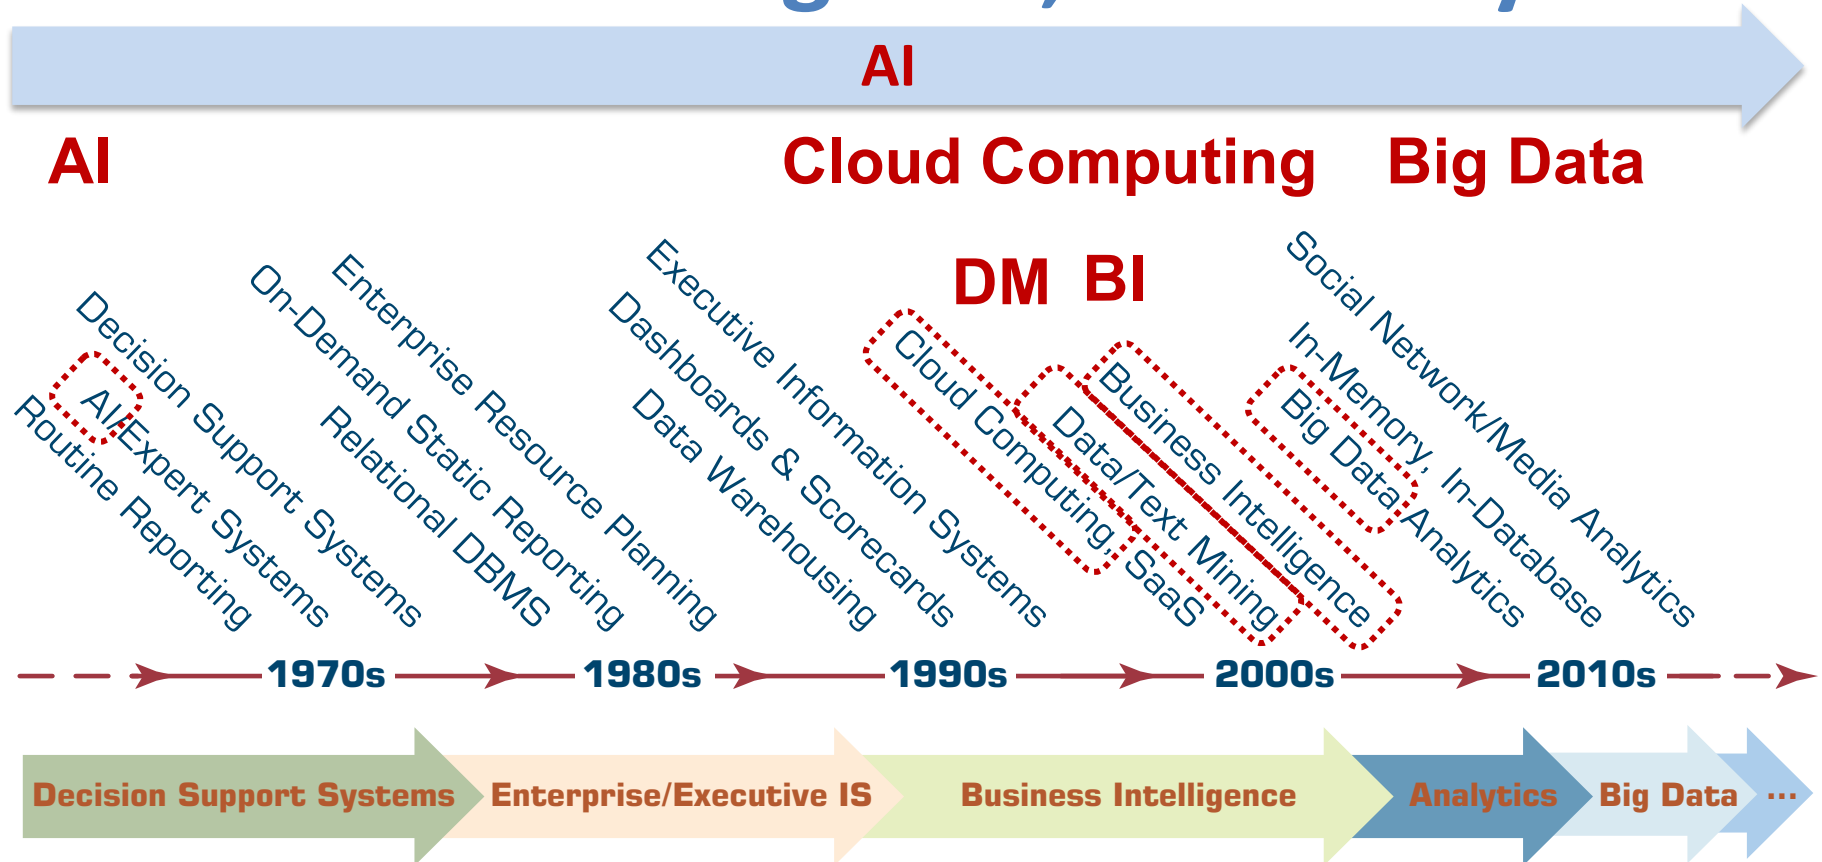 AI
AI
Cloud Computing
Big Data
DM
BI
Routine Reporting
AI/Expert Systems
Decision Support Systems
Relational DBMS
On-Demand Static Reporting
Enterprise Resource Planning
Data Warehousing
Dashboards & Scorecards
Executive Information Systems
Cloud Computing, SaaS
Data/Text Mining
Business Intelligence
Big Data Analytics
In-Memory, In-Database
Social Network/Media Analytics
1970s
1980s
1990s
2000s
2010s
Decision Support Systems
Enterprise/Executive IS
Business Intelligence
Analytics
Big Data
...